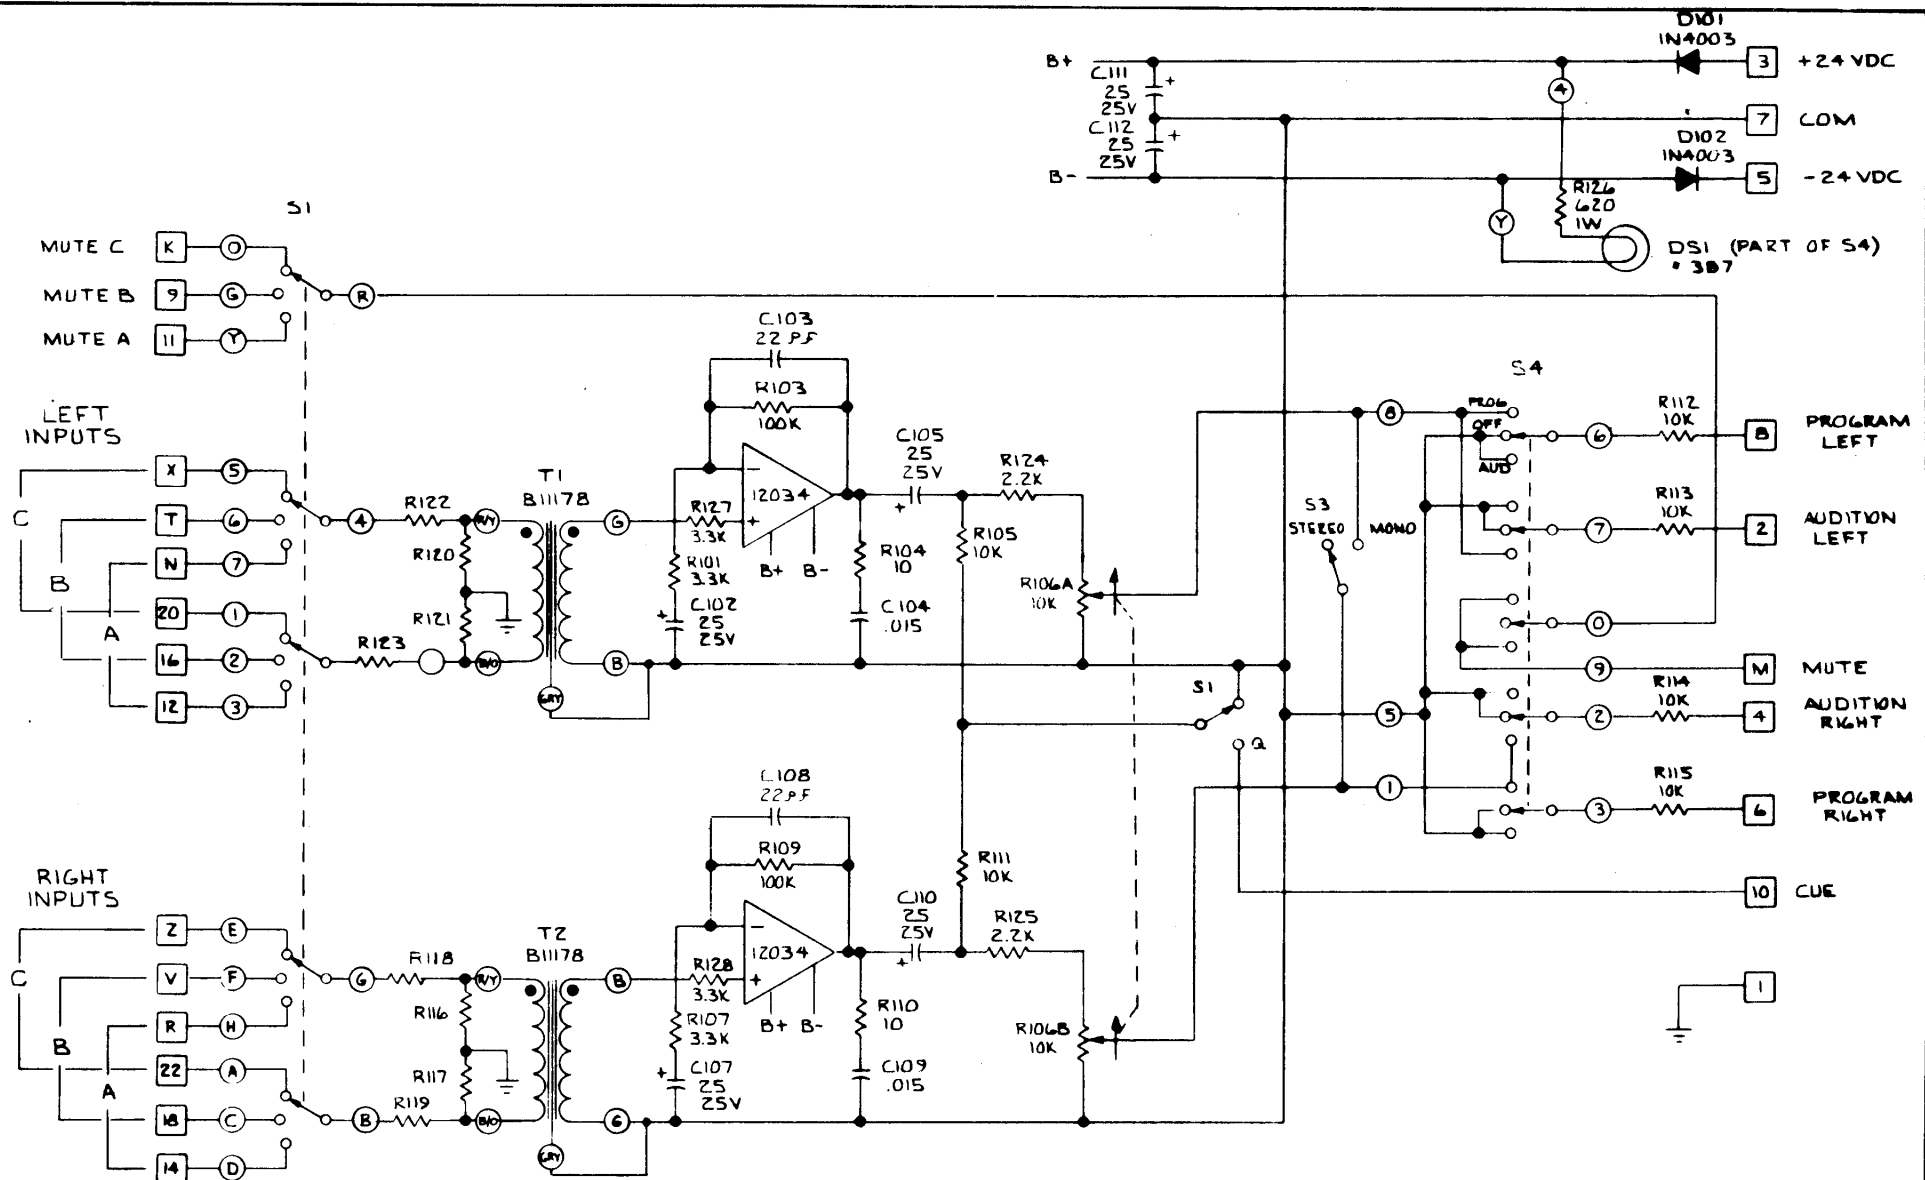 D101
1N4003
B+
C111
25
25V
+
4
3
+24 VDC
C112
25
25V
+
7
COM
D102
1N4003
B-
5
-24 VDC
R126
620
1W
Y
DS1 (PART OF S4)
387
S1
MUTE C
K
O
MUTE B
9
G
R
MUTE A
11
Y
LEFT
INPUTS
X
5
T
6
N
7
20
1
16
2
12
3
C
B
A
4
R122
R/Y
R120
R121
R123
B/O
T1
B11178
G
B
GRY
C103
22 PF
R103
100K
12034
-
+
B+
B-
R127
3.3K
R101
3.3K
C102
25
25V
+
R104
10
C104
.015
C105
25
25V
+
R124
2.2K
R105
10K
R106A
10K
S3
STEREO
MONO
8
S4
PROG
OFF
AUD
6
R112
10K
B
PROGRAM
LEFT
7
R113
10K
2
AUDITION
LEFT
O
9
M
MUTE
5
2
R114
10K
4
AUDITION
RIGHT
1
3
R115
10K
6
PROGRAM
RIGHT
S1
Q
10
CUE
1
RIGHT
INPUTS
Z
E
V
F
R
H
22
A
18
C
14
D
C
B
A
G
R118
R/Y
R116
R117
B
R119
B/O
T2
B11178
B
G
GRY
C108
22PF
R109
100K
12034
-
+
B+
B-
R128
3.3K
R107
3.3K
C107
25
25V
+
R110
10
C109
.015
C110
25
25V
+
R125
2.2K
R111
10K
R106B
10K